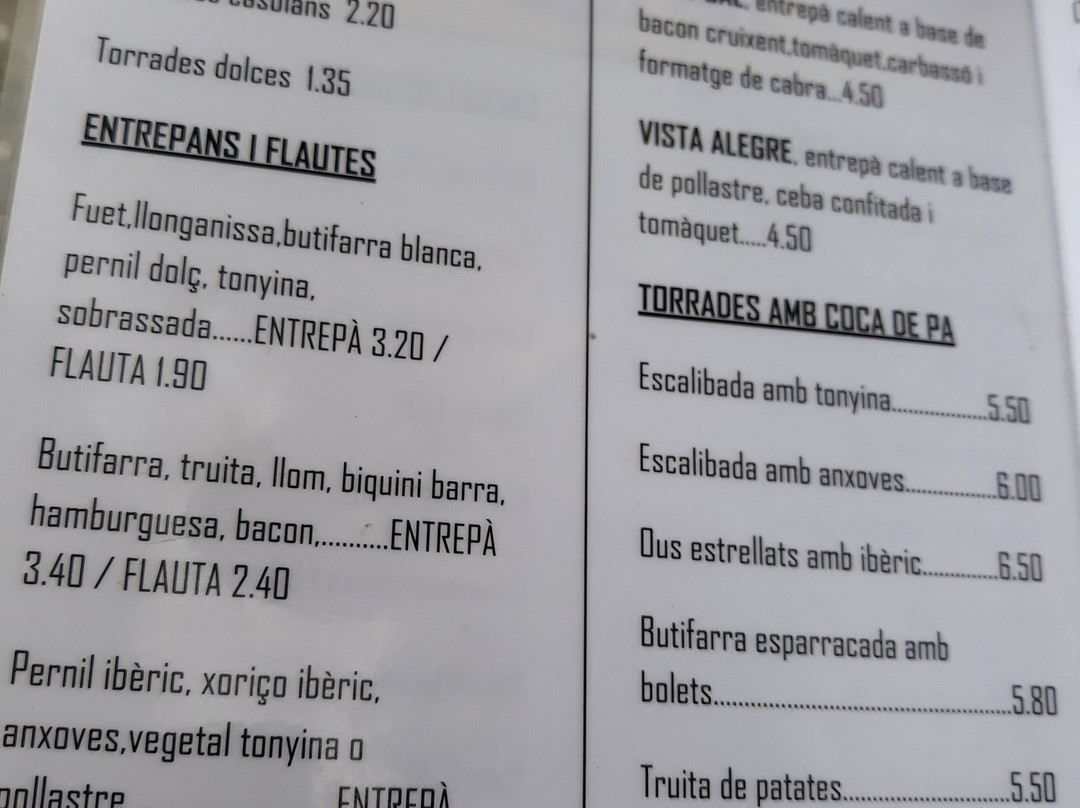 casolans 2.20
Torrades dolces 1.35
ENTREPANS I FLAUTES
Fuet,llonganissa,butifarra blanca,
pernil dolç, tonyina,
sobrassada......ENTREPÀ 3.20 /
FLAUTA 1.90
Butifarra, truita, llom, biquini barra,
hamburguesa, bacon,..........ENTREPÀ
3.40 / FLAUTA 2.40
Pernil ibèric, xoriço ibèric,
anxoves,vegetal tonyina o
pollastre ENTREPÀ
entrepà calent a base de
bacon cruixent,tomàquet,carbassó i
formatge de cabra...4.50
VISTA ALEGRE, entrepà calent a base
de pollastre, ceba confitada i
tomàquet.....4.50
TORRADES AMB COCA DE PA
Escalibada amb tonyina................5.50
Escalibada amb anxoves...............6.00
Ous estrellats amb ibèric.............6.50
Butifarra esparracada amb
bolets.................................................5.80
Truita de patates...........................5.50